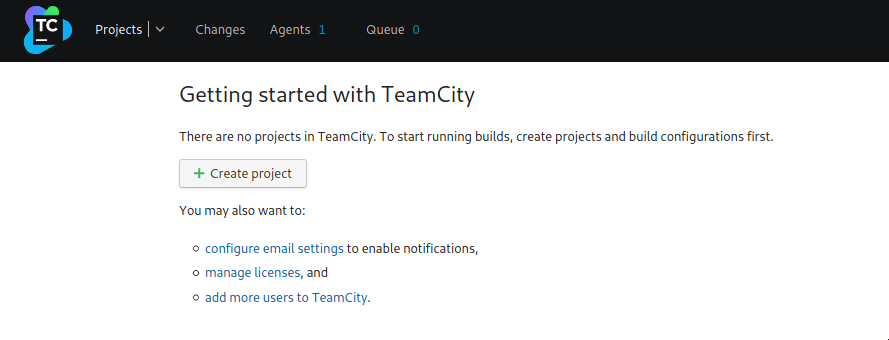 TC
Projects Changes Agents 1 Queue 0
Getting started with TeamCity
There are no projects in TeamCity. To start running builds, create projects and build configurations first.
Create project
You may also want to:
configure email settings to enable notifications,
manage licenses, and
add more users to TeamCity.